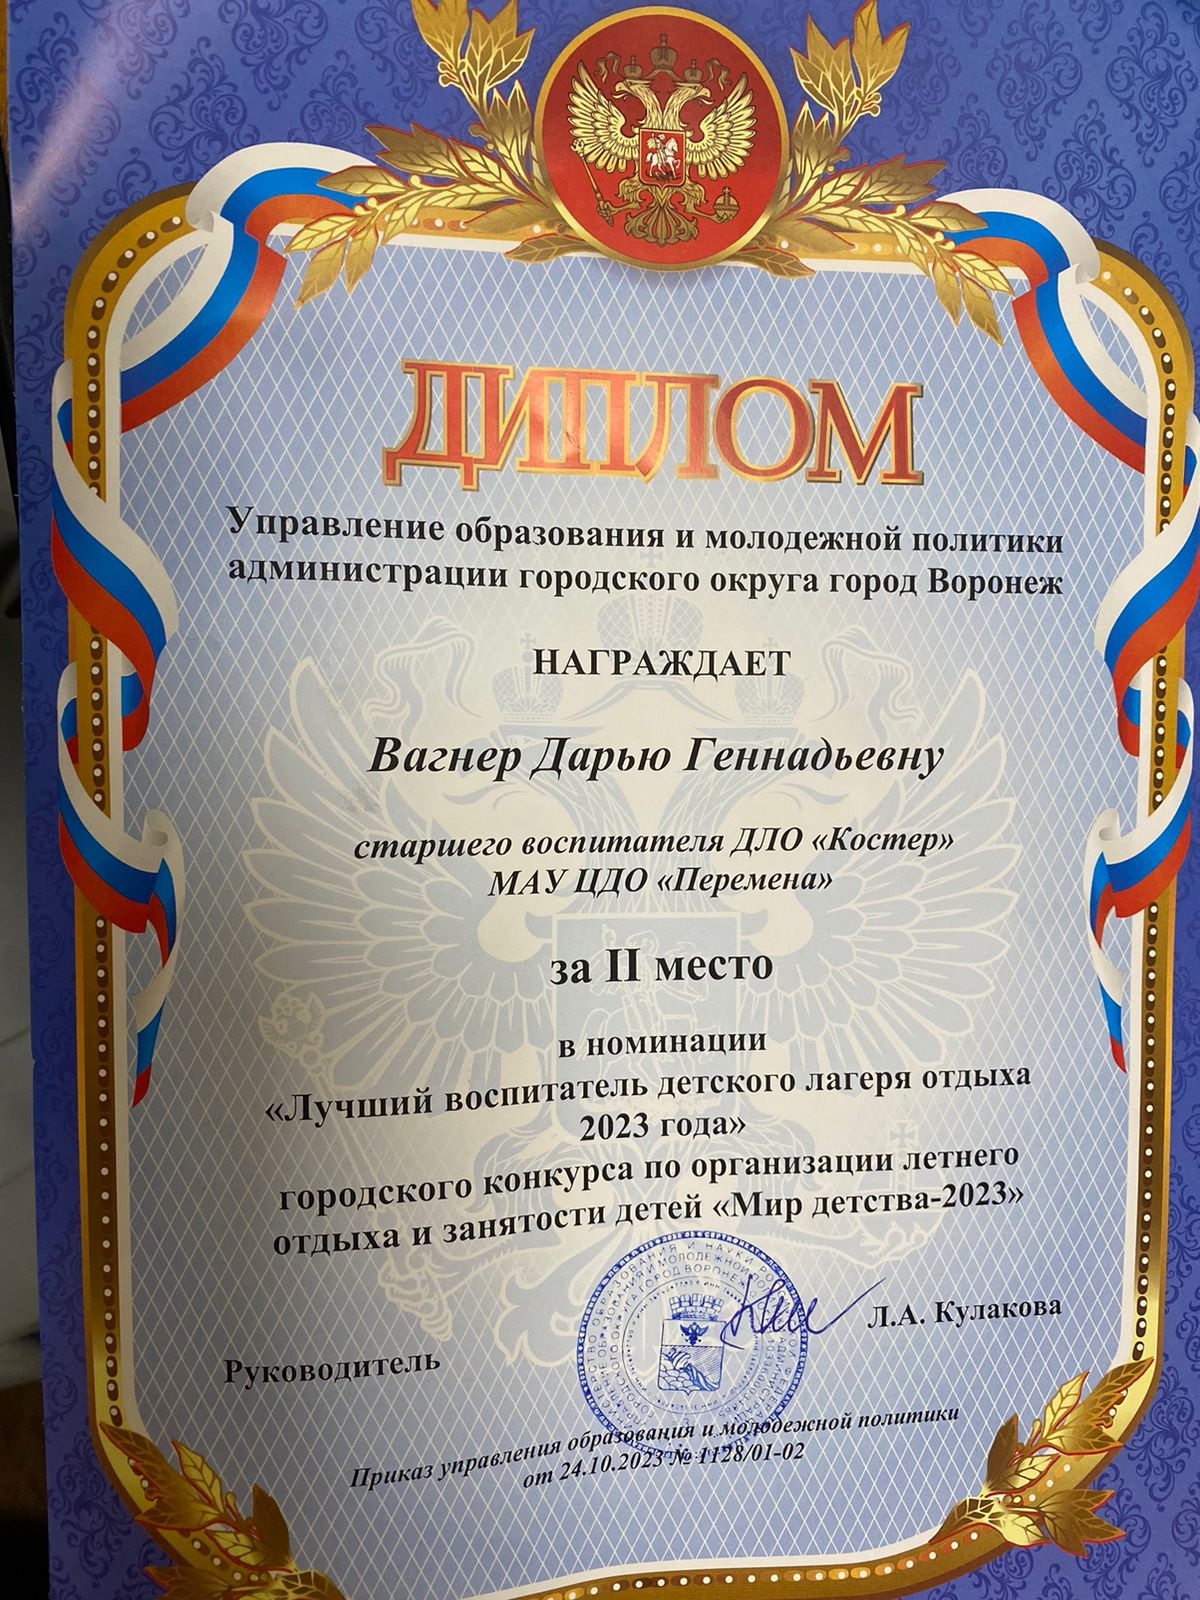 ДИПЛОМ
Управление образования и молодежной политики
администрации городского округа город Воронеж
НАГРАЖДАЕТ
Вагнер Дарью Геннадьевну
старшего воспитателя ДЛО «Костер»
МАУ ЦДО «Перемена»
за II место
в номинации
«Лучший воспитатель детского лагеря отдыха
2023 года»
городского конкурса по организации летнего
отдыха и занятости детей «Мир детства-2023»
Руководитель
Л.А. Кулакова
Приказ управления образования и молодежной политики
от 24.10.2023 № 1128/01-02